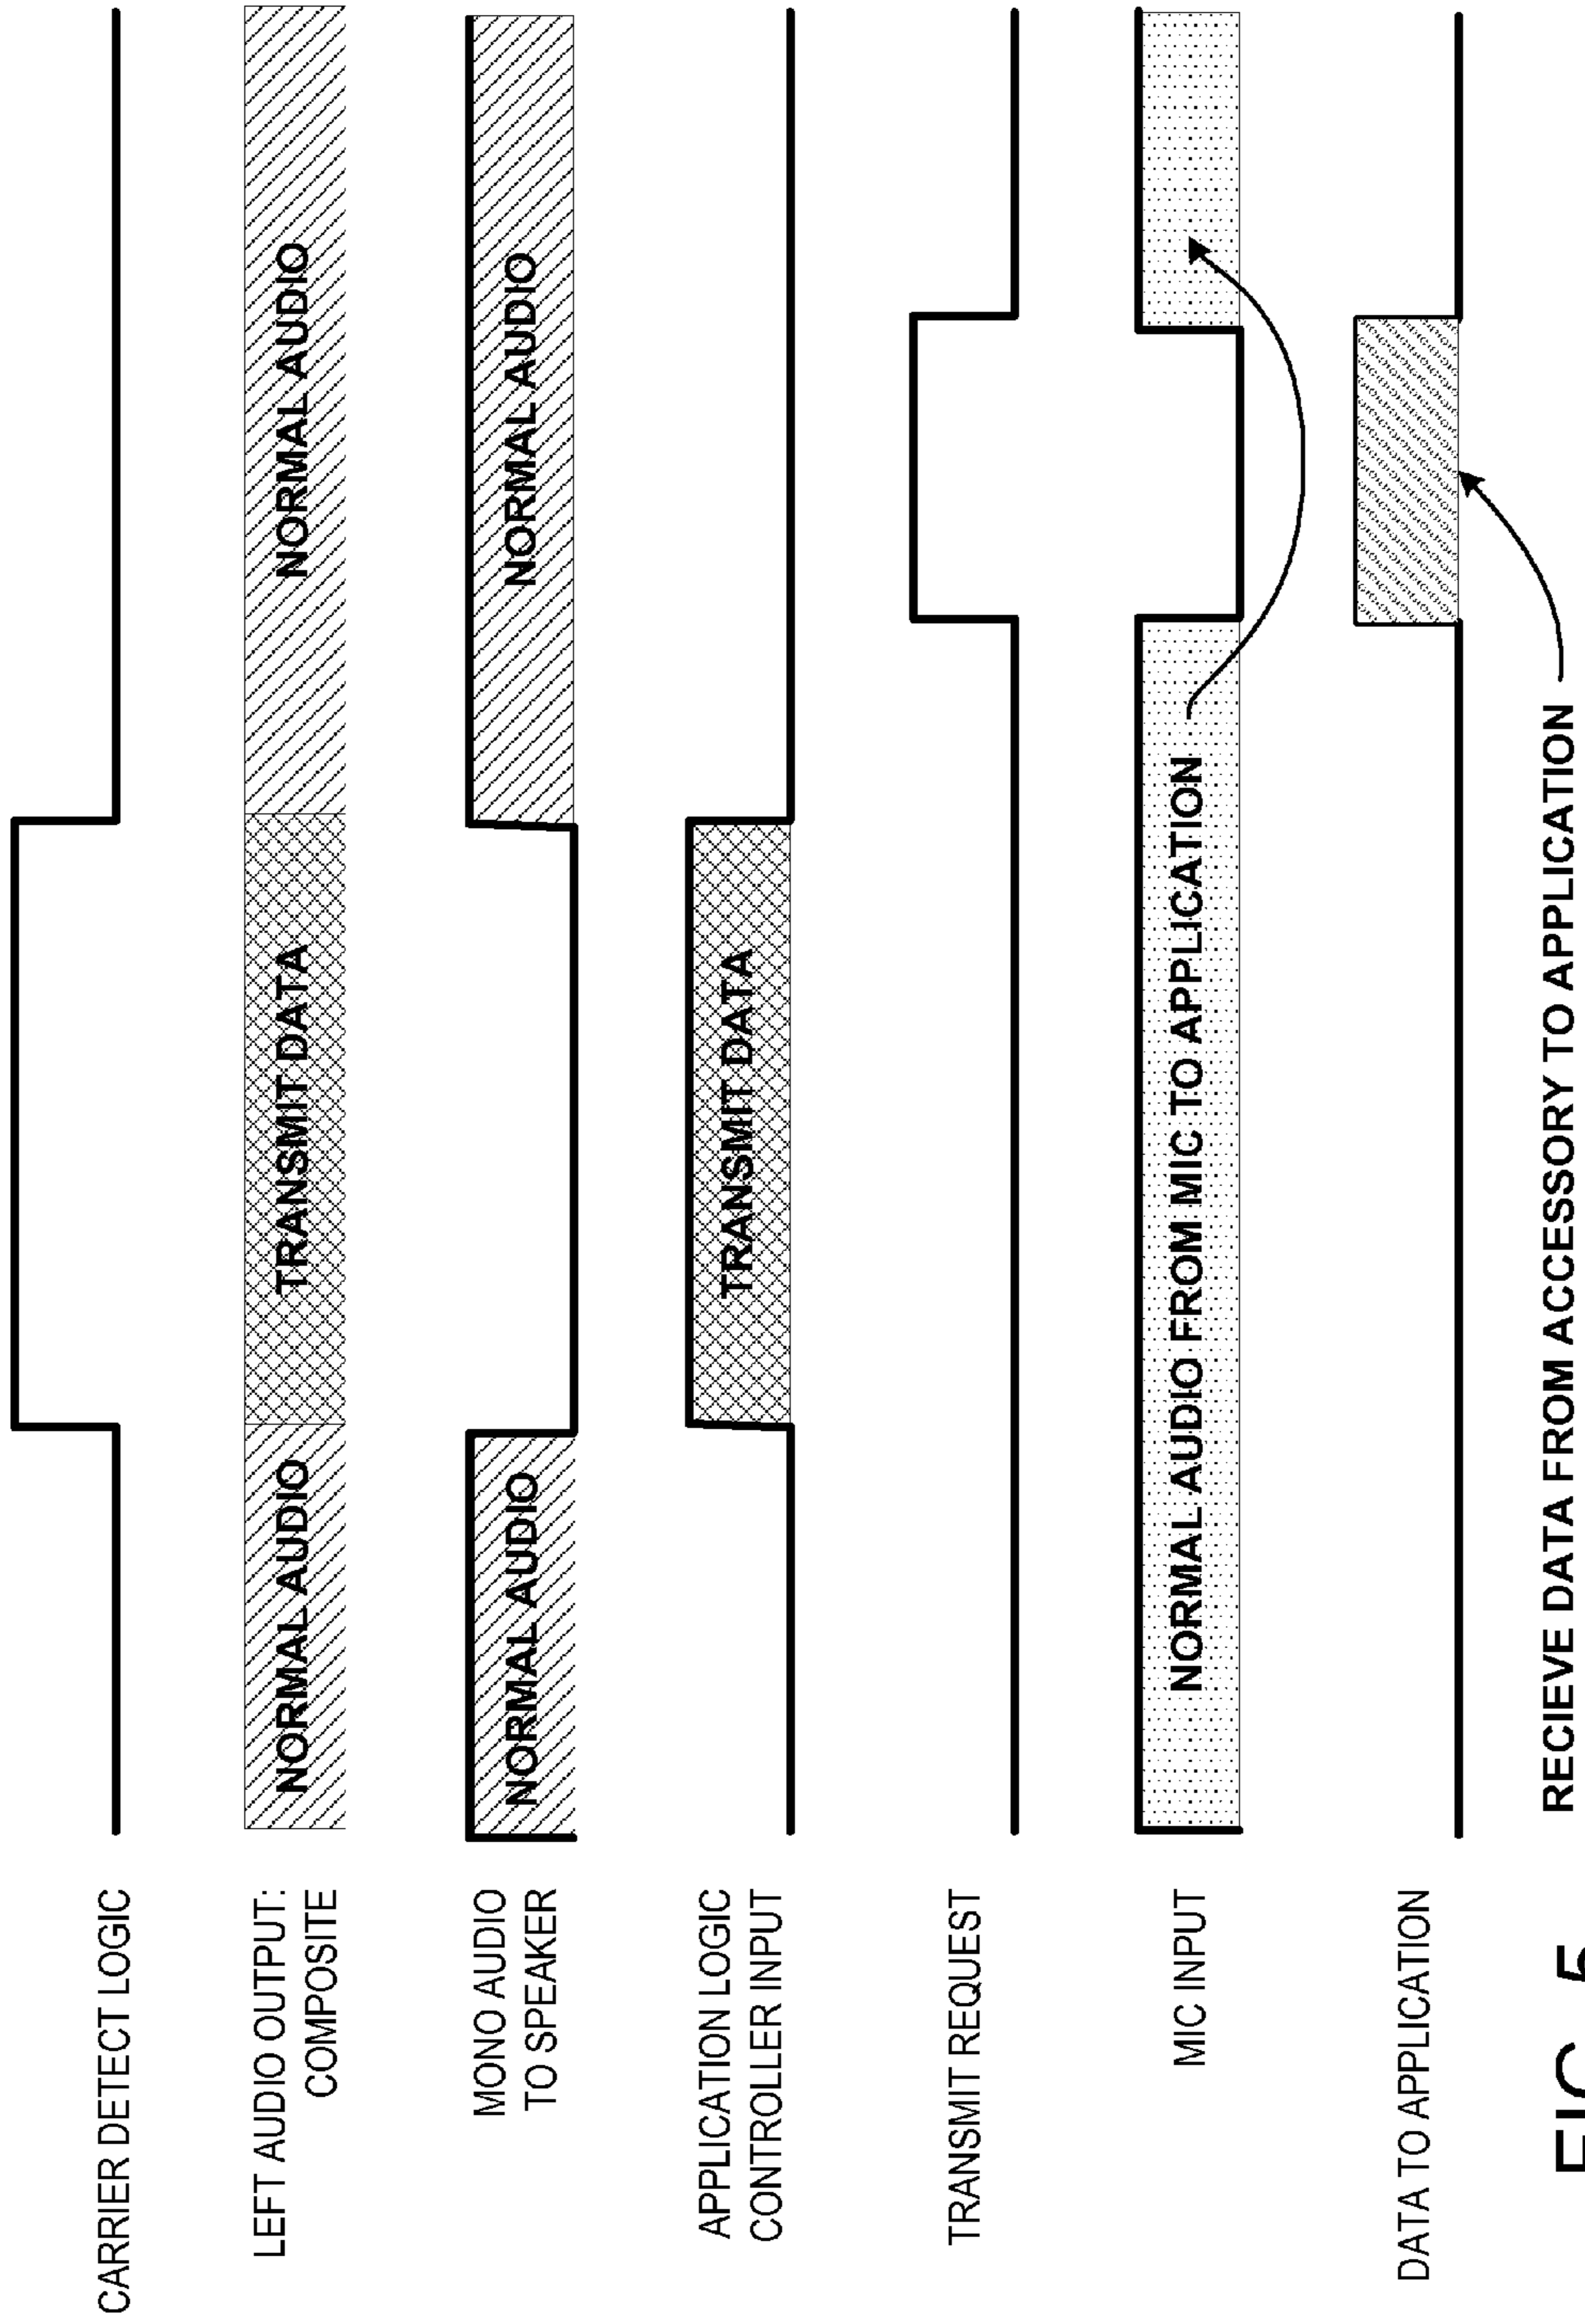 CARRIER DETECT LOGIC
LEFT AUDIO OUTPUT:
COMPOSITE
NORMAL AUDIO
TRANSMIT DATA
NORMAL AUDIO
MONO AUDIO
TO SPEAKER
NORMAL AUDIO
NORMAL AUDIO
APPLICATION LOGIC
CONTROLLER INPUT
TRANSMIT DATA
TRANSMIT REQUEST
MIC INPUT
NORMAL AUDIO FROM MIC TO APPLICATION
DATA TO APPLICATION
RECIEVE DATA FROM ACCESSORY TO APPLICATION
FIG. 5